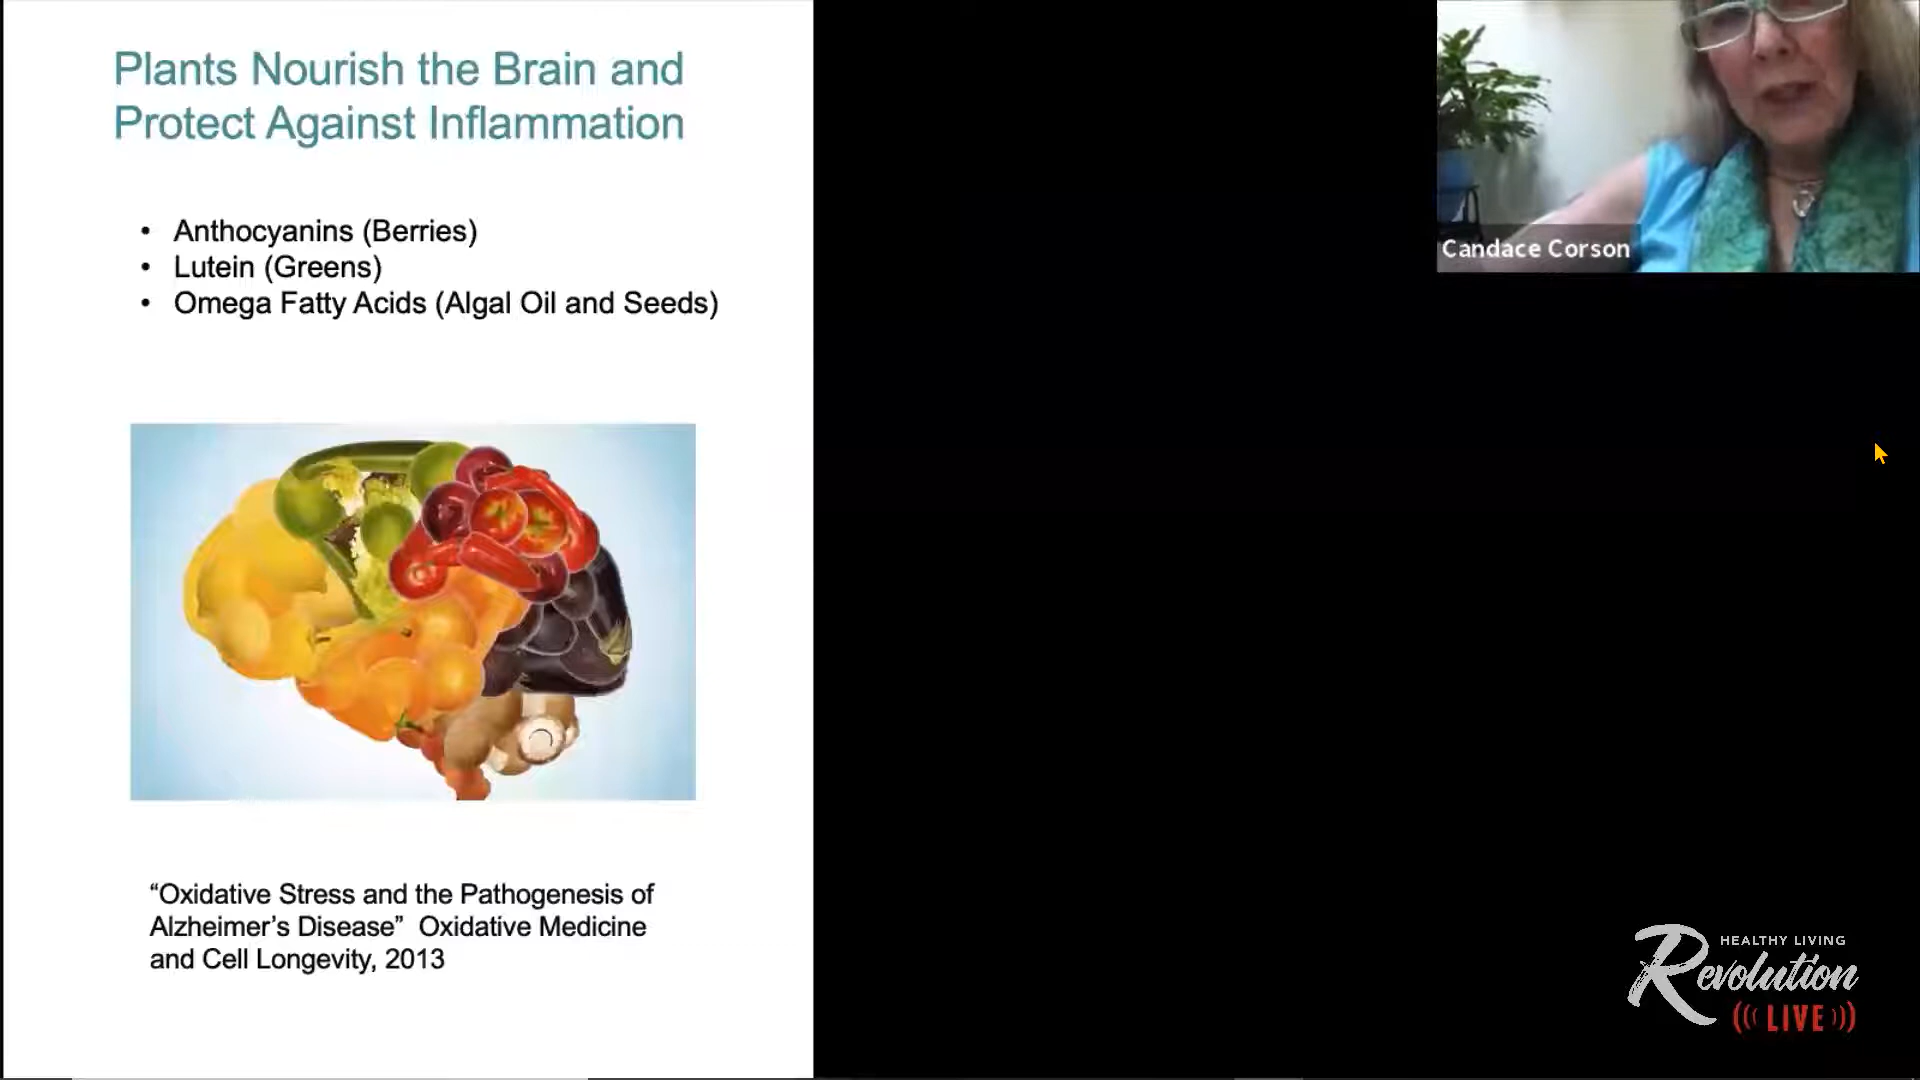 Plants Nourish the Brain and
Protect Against Inflammation
• Anthocyanins (Berries)
• Lutein (Greens)
• Omega Fatty Acids (Algal Oil and Seeds)
“Oxidative Stress and the Pathogenesis of
Alzheimer’s Disease”  Oxidative Medicine
and Cell Longevity, 2013
Candace Corson
HEALTHY LIVING
Revolution
LIVE